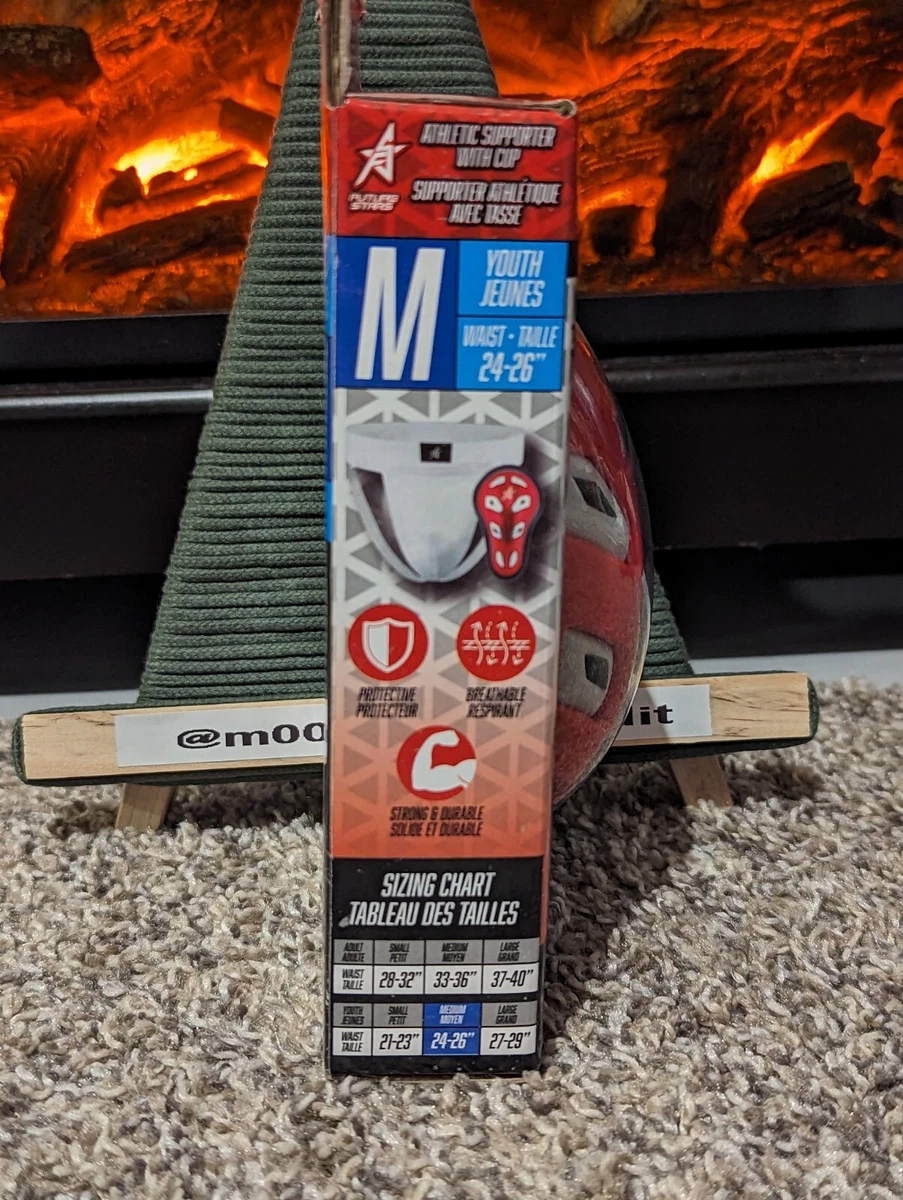 ATHLETIC SUPPORTER
WITH CUP
SUPPORTER ATHLÉTIQUE
AVEC TASSE
FUTURE
STARS
M
YOUTH
JEUNES
WAIST - TAILLE
24-26"
PROTECTIVE
PROTECTEUR
BREATHABLE
RESPIRANT
STRONG & DURABLE
SOLIDE ET DURABLE
SIZING CHART
TABLEAU DES TAILLES
ADULT ADULTE SMALL PETIT MEDIUM MOYEN LARGE GRAND
WAIST TAILLE 28-32" 33-36" 37-40"
YOUTH JEUNES SMALL PETIT MEDIUM MOYEN LARGE GRAND
WAIST TAILLE 21-23" 24-26" 27-29"